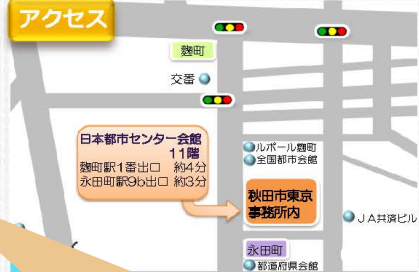 アクセス
麹町
交番
日本都市センター会館
11階
麹町駅1番出口 約4分
永田町駅9b出口 約3分
ルポール麹町
全国都市会館
秋田市東京
事務所内
JA共済ビル
永田町
都道府県会館